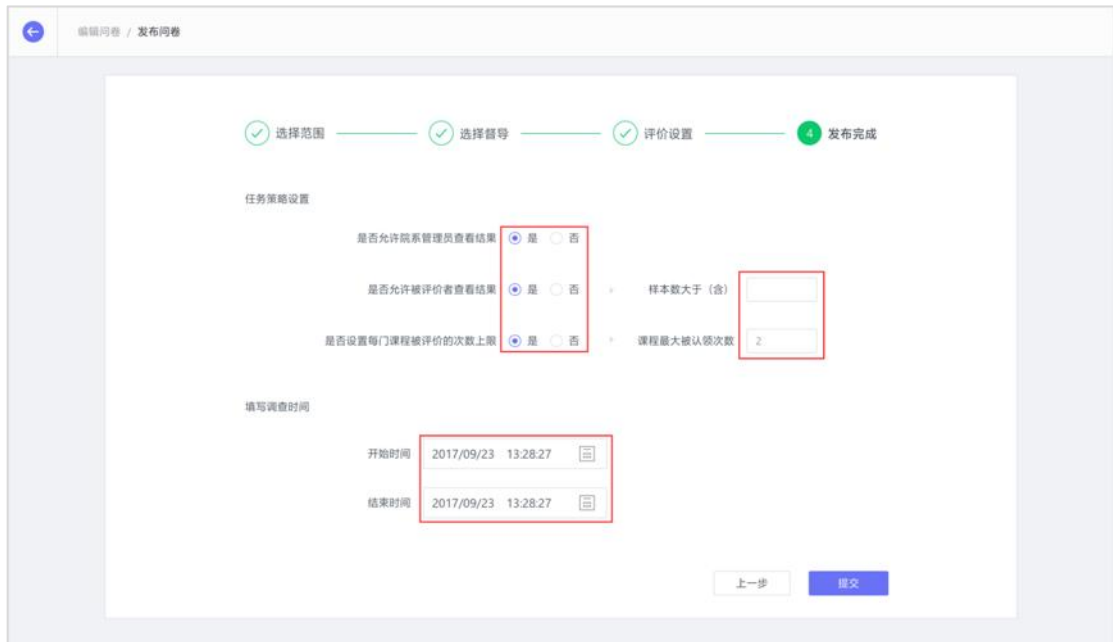 编辑问卷 / 发布问卷
选择范围 选择督导 评价设置 4 发布完成
任务策略设置
是否允许院系管理员查看结果 是 否
是否允许被评价者查看结果 是 否 样本数大于（含）
是否设置每门课程被评价的次数上限 是 否 课程最大被认领次数 2
填写调查时间
开始时间 2017/09/23 13:28:27
结束时间 2017/09/23 13:28:27
上一步 提交